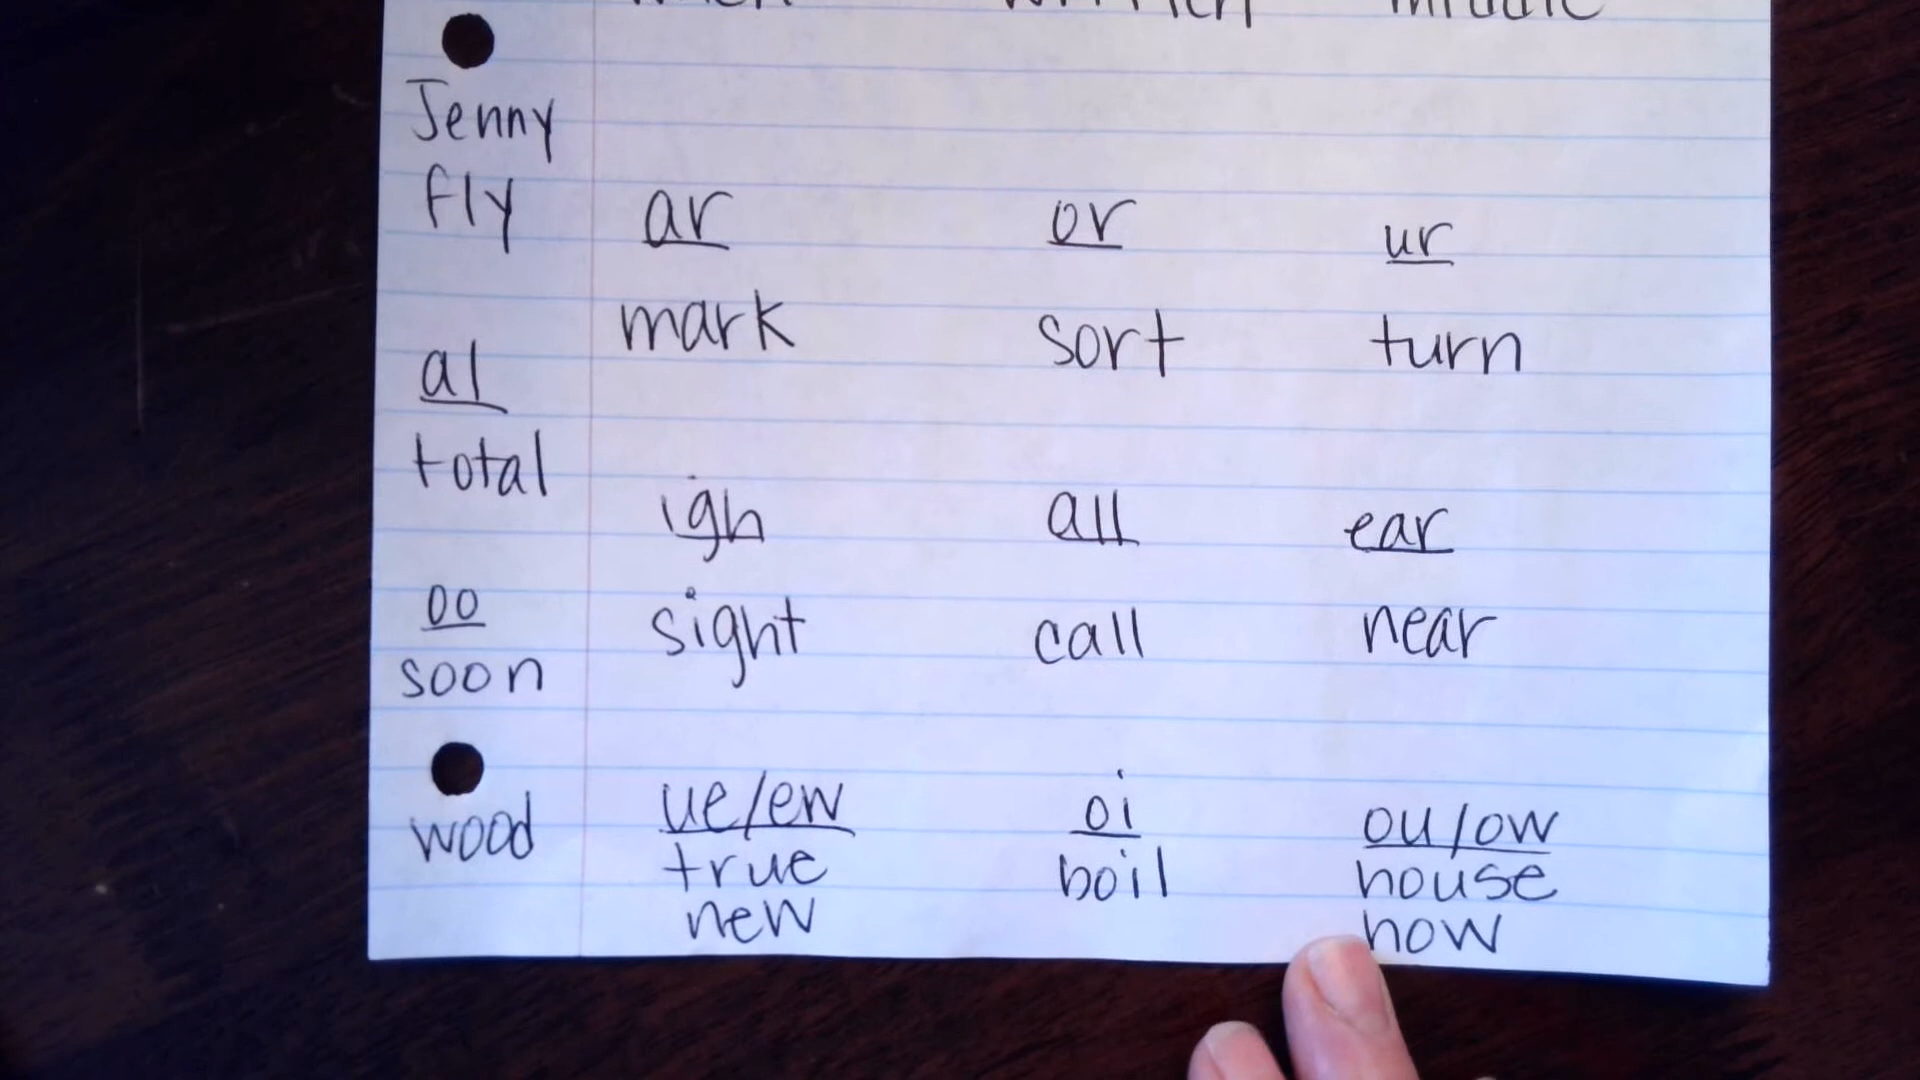 middle
Jenny
fly
ar or ur
mark sort turn
al
total
igh all ear
sight call near
oo
soon
wood
ue/ew oi ou/ow
true boil house
new how